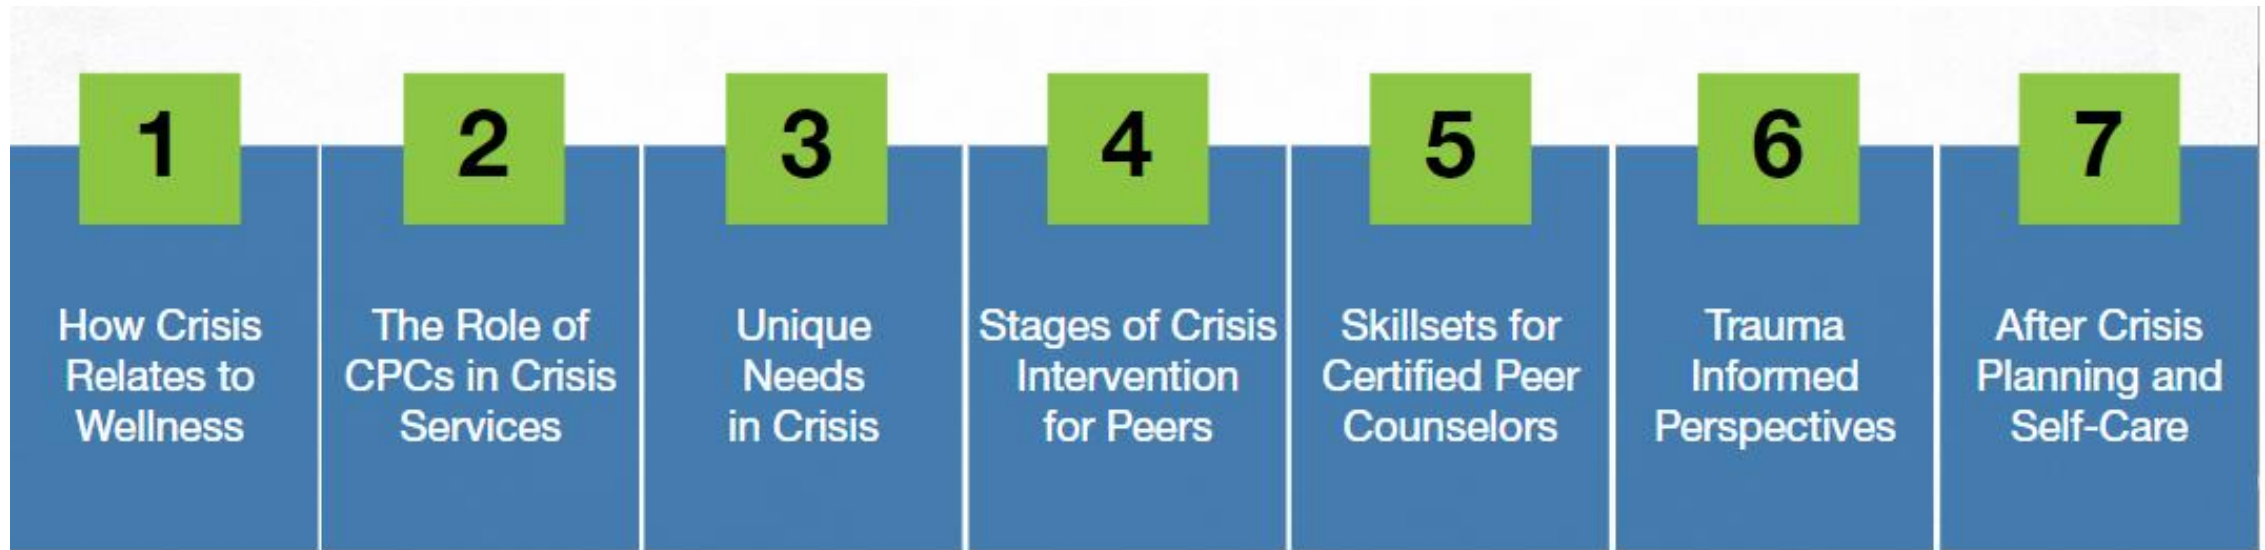 1
How Crisis
Relates to
Wellness
2
The Role of
CPCs in Crisis
Services
3
Unique
Needs
in Crisis
4
Stages of Crisis
Intervention
for Peers
5
Skillsets for
Certified Peer
Counselors
6
Trauma
Informed
Perspectives
7
After Crisis
Planning and
Self-Care